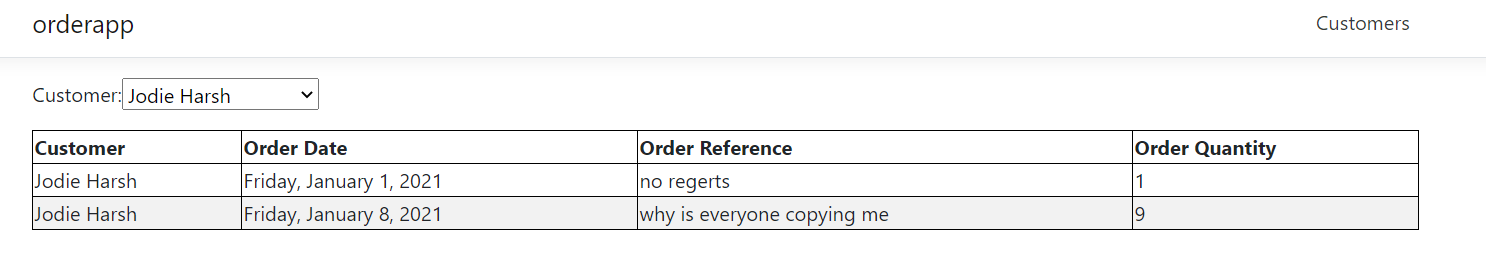 orderapp Customers
Customer: Jodie Harsh
Customer Order Date Order Reference Order Quantity
Jodie Harsh Friday, January 1, 2021 no regerts 1
Jodie Harsh Friday, January 8, 2021 why is everyone copying me 9